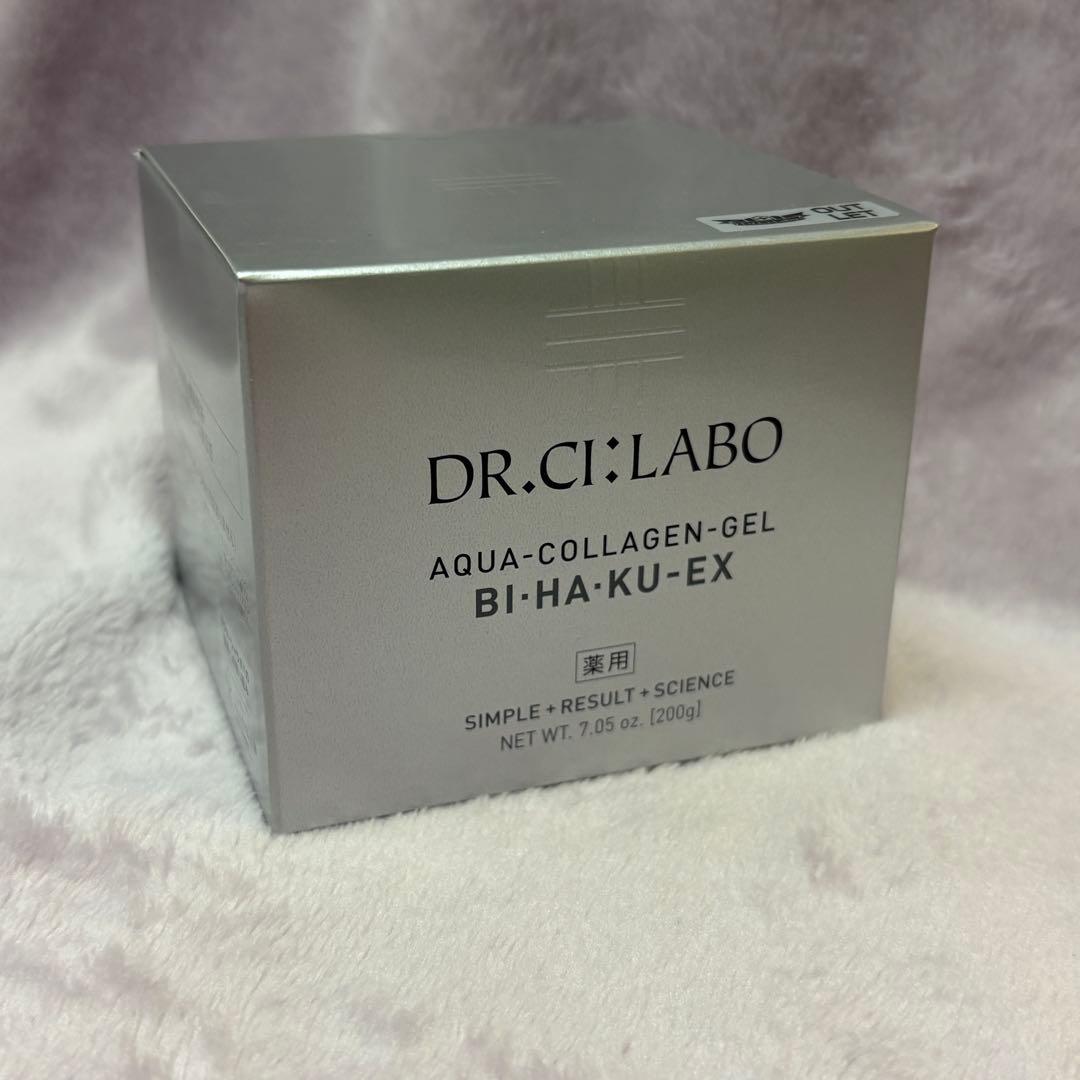 OUT
LET
DR.CI:LABO
AQUA-COLLAGEN-GEL
BI·HA·KU-EX
薬用
SIMPLE + RESULT + SCIENCE
NET WT. 7.05 oz. [200g]